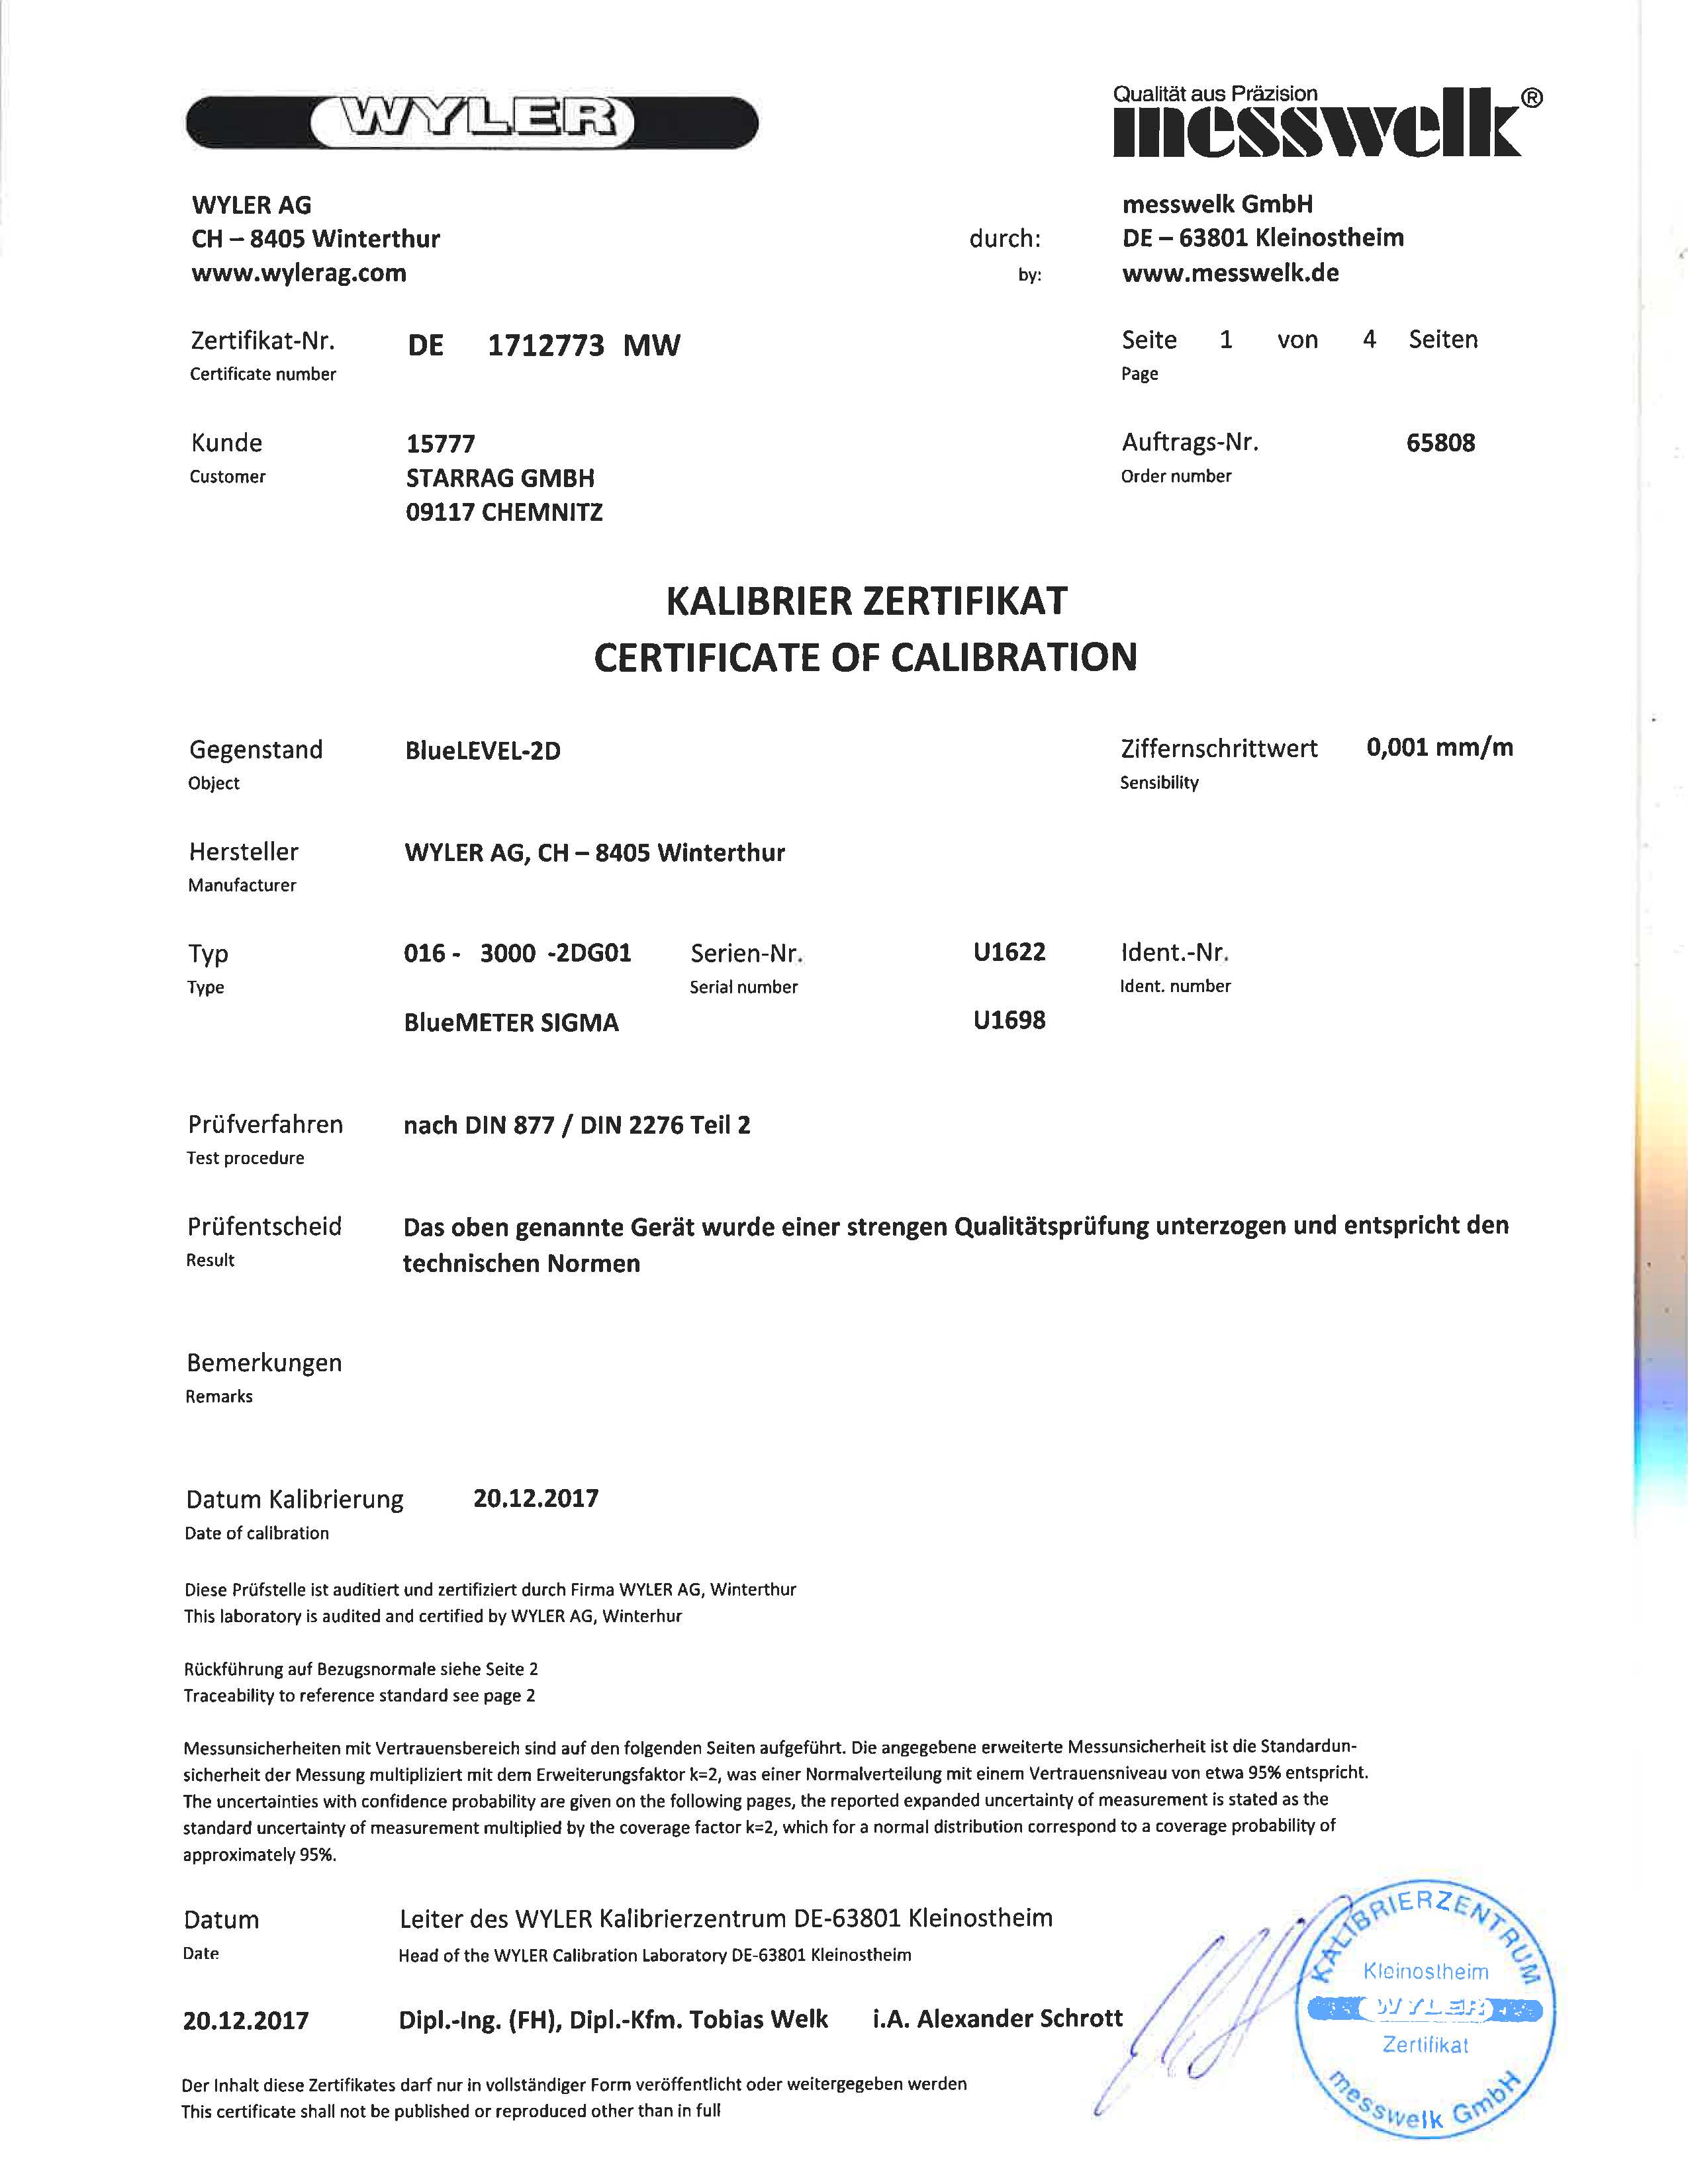 WYLER
Qualität aus Präzision
messwelk®
WYLER AG
CH – 8405 Winterthur
www.wylerag.com
durch:
by:
messwelk GmbH
DE – 63801 Kleinostheim
www.messwelk.de
Zertifikat-Nr. DE 1712773 MW
Certificate number
Seite 1 von 4 Seiten
Page
Kunde 15777
Customer STARRAG GMBH
09117 CHEMNITZ
Auftrags-Nr. 65808
Order number
KALIBRIER ZERTIFIKAT
CERTIFICATE OF CALIBRATION
Gegenstand BlueLEVEL-2D Ziffernschrittwert 0,001 mm/m
Object Sensibility
Hersteller WYLER AG, CH – 8405 Winterthur
Manufacturer
Typ 016 - 3000 -2DG01 Serien-Nr. U1622 Ident.-Nr.
Type Serial number Ident. number
BlueMETER SIGMA U1698
Prüfverfahren nach DIN 877 / DIN 2276 Teil 2
Test procedure
Prüfentscheid Das oben genannte Gerät wurde einer strengen Qualitätsprüfung unterzogen und entspricht den
Result technischen Normen
Bemerkungen
Remarks
Datum Kalibrierung 20.12.2017
Date of calibration
Diese Prüfstelle ist auditiert und zertifiziert durch Firma WYLER AG, Winterthur
This laboratory is audited and certified by WYLER AG, Winterhur
Rückführung auf Bezugsnormale siehe Seite 2
Traceability to reference standard see page 2
Messunsicherheiten mit Vertrauensbereich sind auf den folgenden Seiten aufgeführt. Die angegebene erweiterte Messunsicherheit ist die Standardun-
sicherheit der Messung multipliziert mit dem Erweiterungsfaktor k=2, was einer Normalverteilung mit einem Vertrauensniveau von etwa 95% entspricht.
The uncertainties with confidence probability are given on the following pages, the reported expanded uncertainty of measurement is stated as the
standard uncertainty of measurement multiplied by the coverage factor k=2, which for a normal distribution correspond to a coverage probability of
approximately 95%.
Datum Leiter des WYLER Kalibrierzentrum DE-63801 Kleinostheim
Date Head of the WYLER Calibration Laboratory DE-63801 Kleinostheim
20.12.2017 Dipl.-Ing. (FH), Dipl.-Kfm. Tobias Welk i.A. Alexander Schrott
KALIBRIERZENTRUM
Kleinostheim
WYLER
Zertifikat
messwelk GmbH
Der Inhalt diese Zertifikates darf nur in vollständiger Form veröffentlicht oder weitergegeben werden
This certificate shall not be published or reproduced other than in full